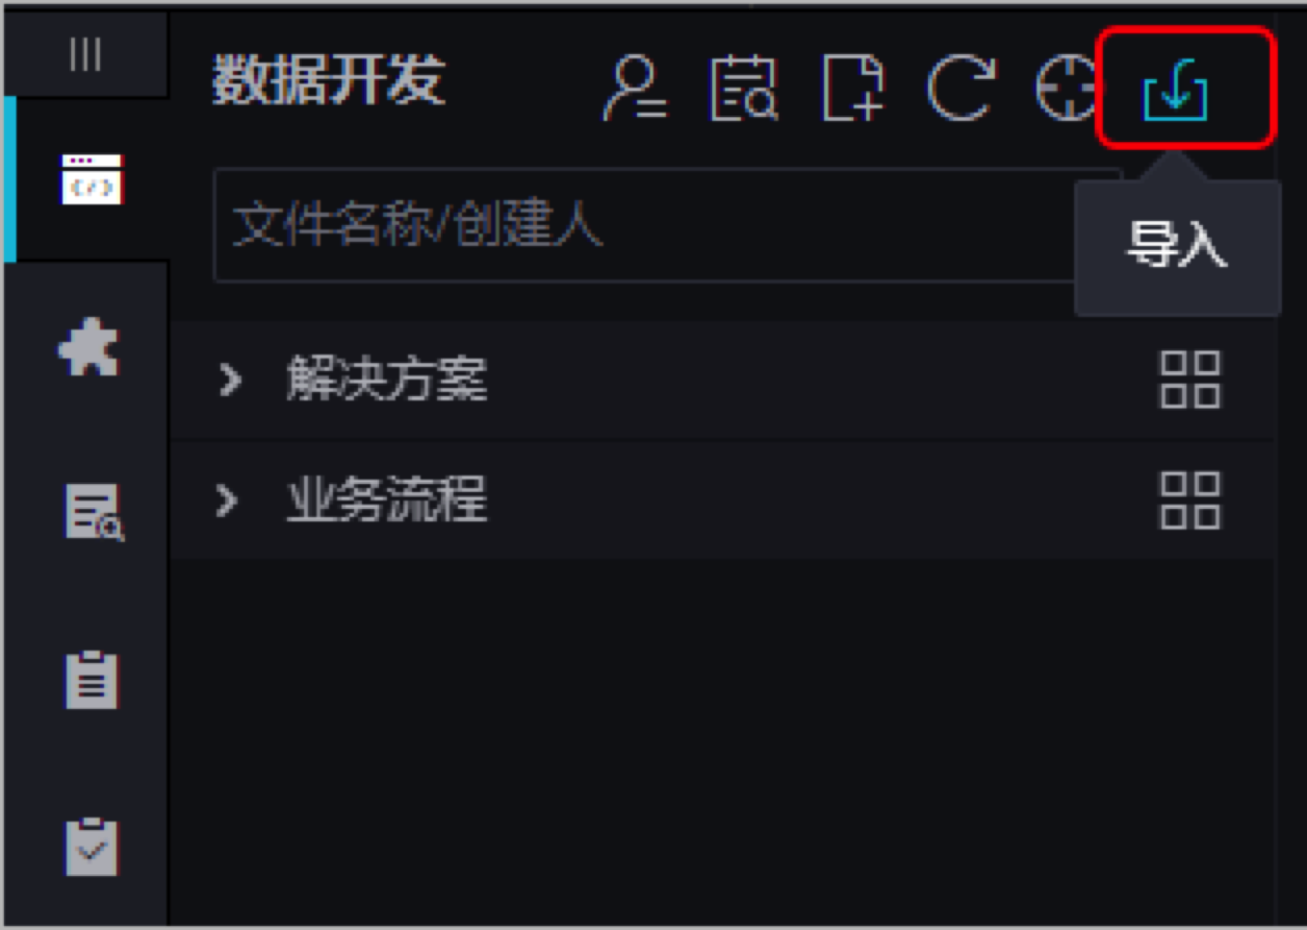 数据开发
文件名称/创建人
导入
解决方案
业务流程